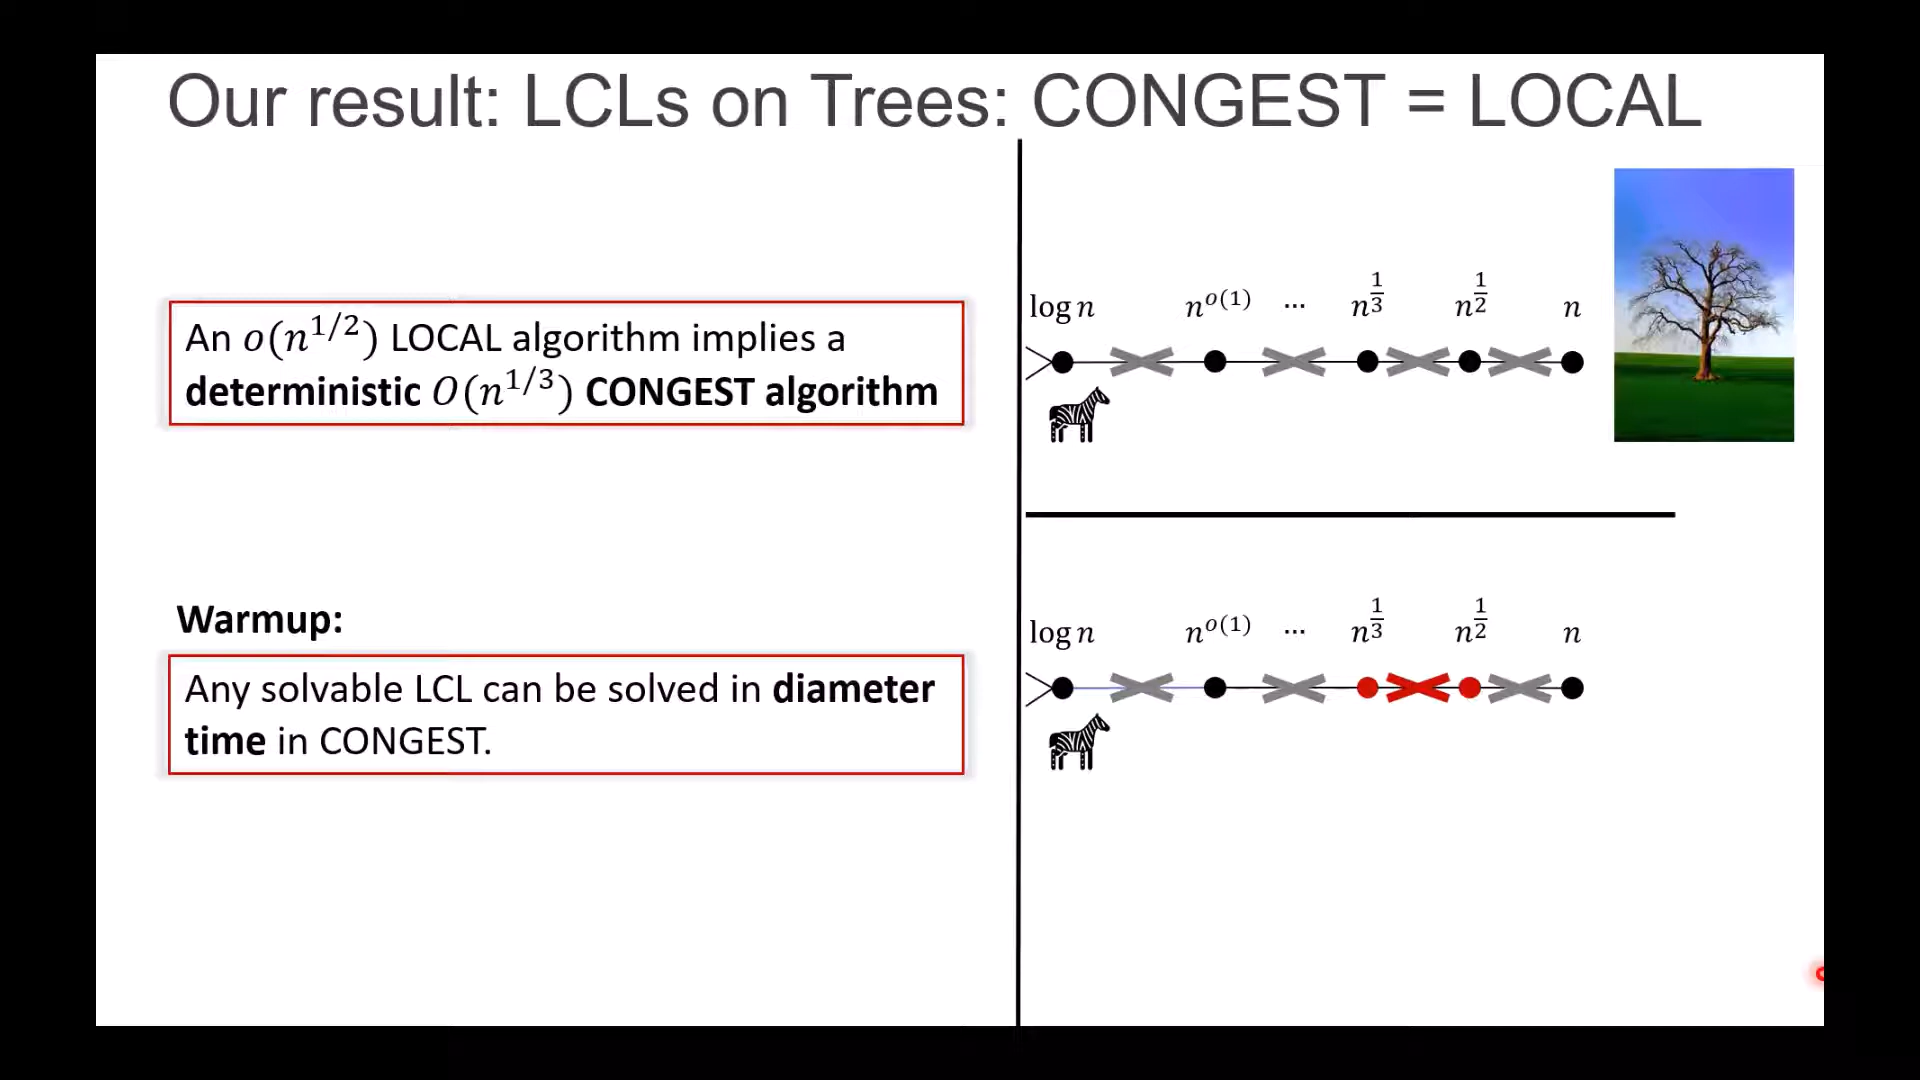 Our result: LCLs on Trees: CONGEST = LOCAL
An o(n^{1/2}) LOCAL algorithm implies a
deterministic O(n^{1/3}) CONGEST algorithm
log n n^{o(1)} ... n^{1/3} n^{1/2} n
Warmup:
Any solvable LCL can be solved in diameter
time in CONGEST.
log n n^{o(1)} ... n^{1/3} n^{1/2} n